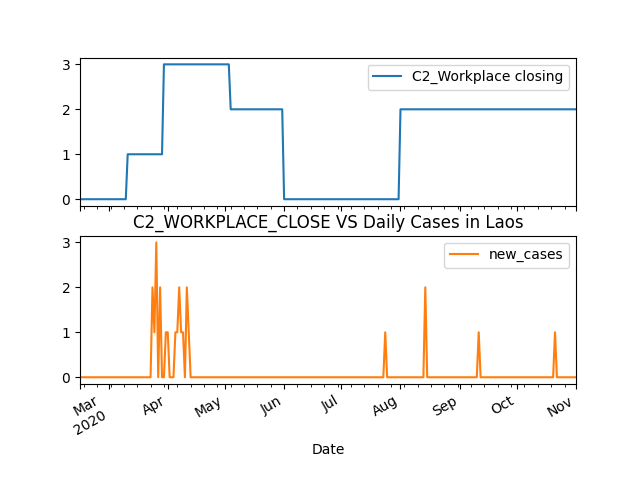 3
2
1
0
C2_Workplace closing
C2_WORKPLACE_CLOSE VS Daily Cases in Laos
3
2
1
0
new_cases
Mar
2020
Apr
May
Jun
Jul
Aug
Sep
Oct
Nov
Date